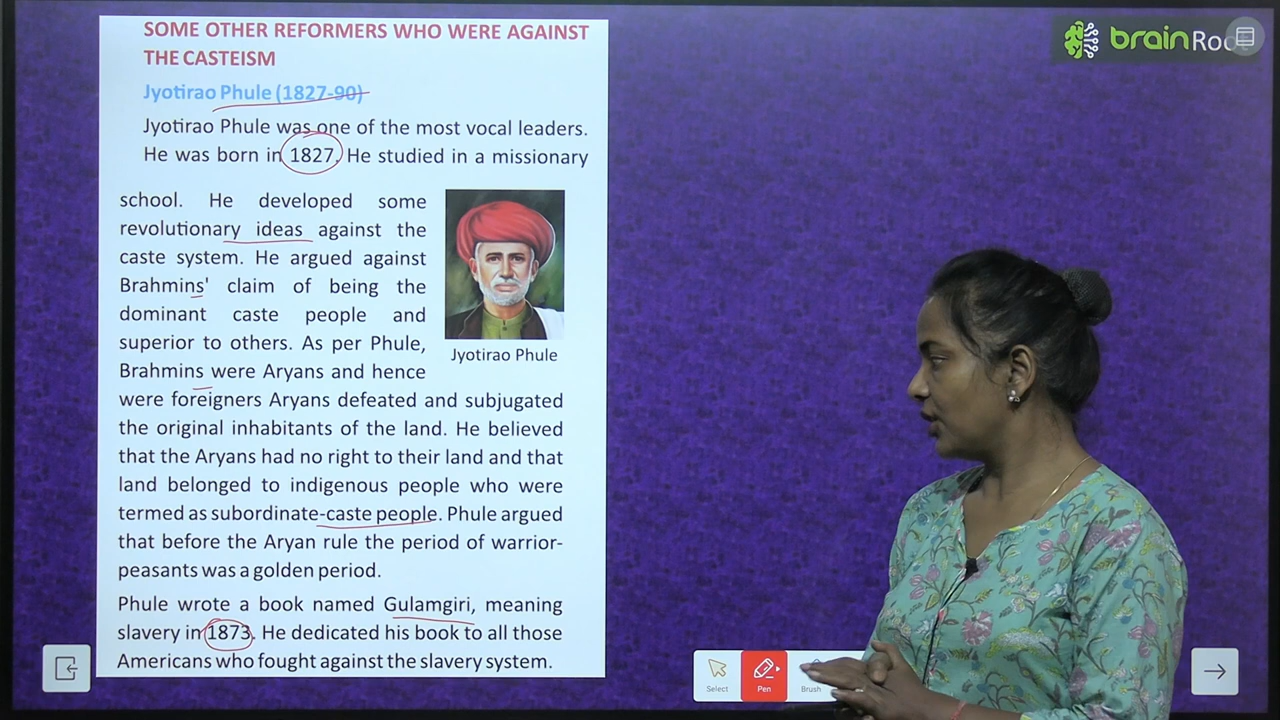 SOME OTHER REFORMERS WHO WERE AGAINST
THE CASTEISM
Jyotirao Phule (1827-90)
Jyotirao Phule was one of the most vocal leaders.
He was born in 1827. He studied in a missionary
school. He developed some
revolutionary ideas against the
caste system. He argued against
Brahmins' claim of being the
dominant caste people and
superior to others. As per Phule,
Brahmins were Aryans and hence
were foreigners Aryans defeated and subjugated
the original inhabitants of the land. He believed
that the Aryans had no right to their land and that
land belonged to indigenous people who were
termed as subordinate-caste people. Phule argued
that before the Aryan rule the period of warrior-
peasants was a golden period.
Phule wrote a book named Gulamgiri, meaning
slavery in 1873. He dedicated his book to all those
Americans who fought against the slavery system.
Jyotirao Phule
brainRoo
Select
Pen
Brush